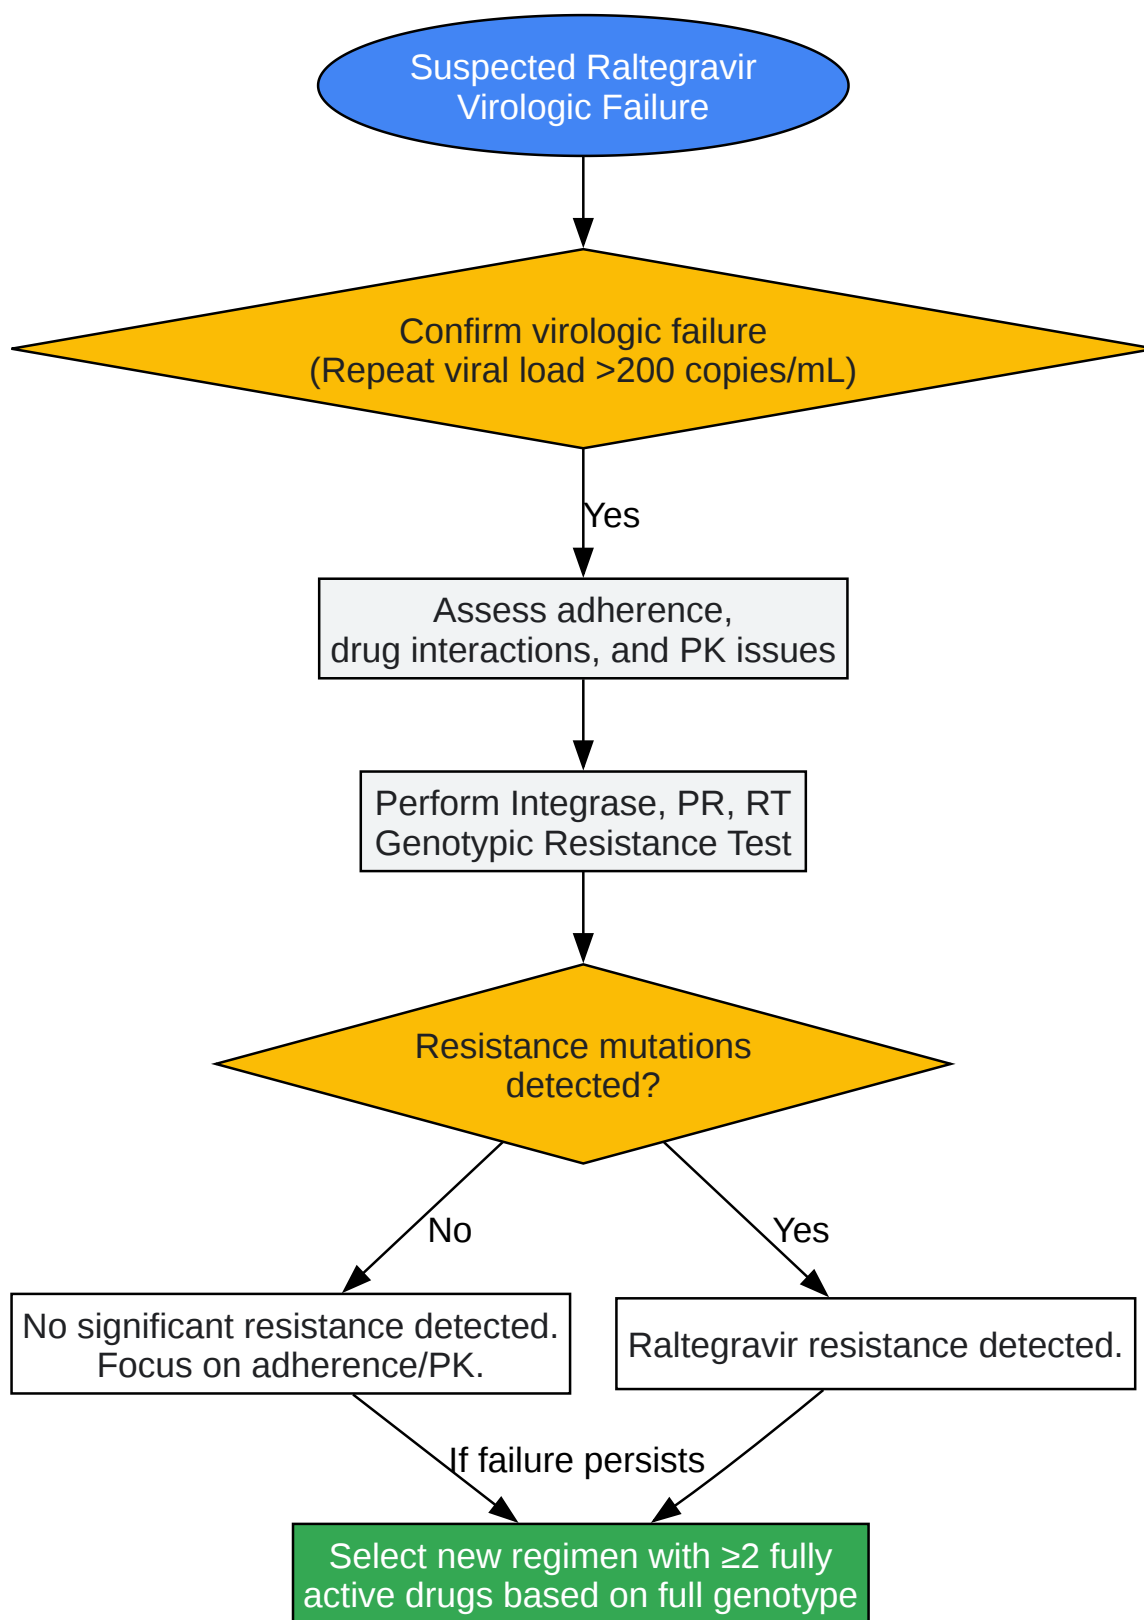 Suspected Raltegravir
Virologic Failure
Confirm virologic failure
(Repeat viral load >200 copies/mL)
Yes
Assess adherence,
drug interactions, and PK issues
Perform Integrase, PR, RT
Genotypic Resistance Test
Resistance mutations
detected?
No
Yes
No significant resistance detected.
Focus on adherence/PK.
Raltegravir resistance detected.
If failure persists
Select new regimen with ≥2 fully
active drugs based on full genotype